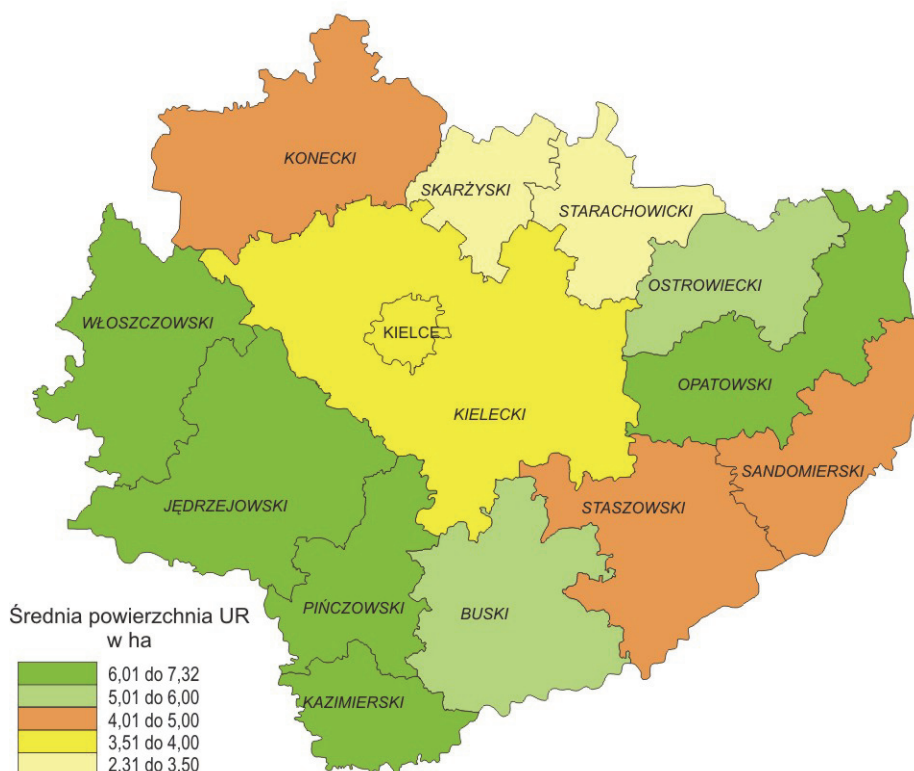 KONECKI
SKARŻYSKI
STARACHOWICKI
OSTROWIECKI
WŁOSZCZOWSKI
KIELCE
OPATOWSKI
KIELECKI
SANDOMIERSKI
JĘDRZEJOWSKI
STASZOWSKI
PIŃCZOWSKI
BUSKI
KAZIMIERSKI
Średnia powierzchnia UR
w ha
6,01 do 7,32
5,01 do 6,00
4,01 do 5,00
3,51 do 4,00
2,31 do 3,50